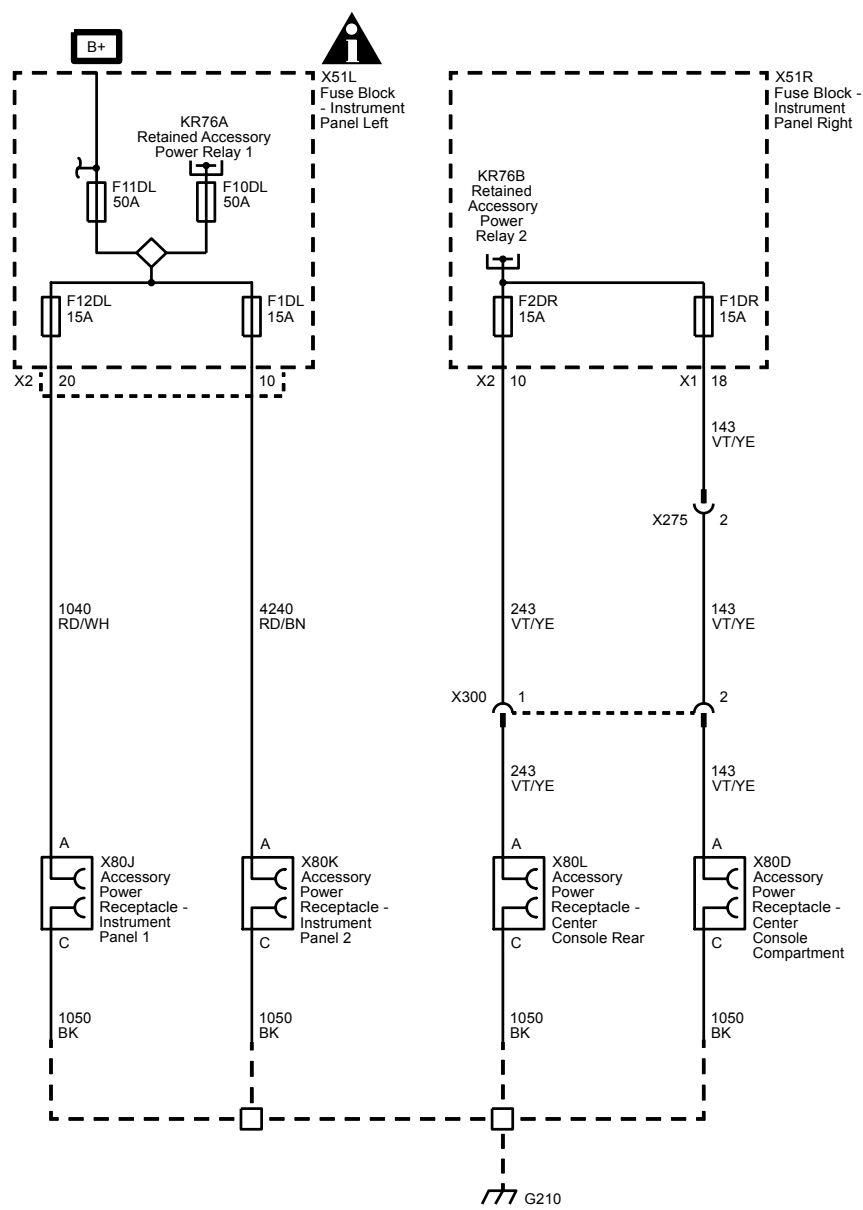 B+
X51L
Fuse Block
- Instrument
Panel Left
X51R
Fuse Block -
Instrument
Panel Right
KR76A
Retained Accessory
Power Relay 1
F11DL
50A
F10DL
50A
KR76B
Retained
Accessory
Power
Relay 2
F12DL
15A
F1DL
15A
F2DR
15A
F1DR
15A
X2 20
10
X2 10
X1 18
143
VT/YE
X275 2
1040
RD/WH
4240
RD/BN
243
VT/YE
143
VT/YE
X300 1
2
243
VT/YE
143
VT/YE
A
X80J
Accessory
Power
Receptacle -
Instrument
Panel 1
C
A
X80K
Accessory
Power
Receptacle -
Instrument
Panel 2
C
A
X80L
Accessory
Power
Receptacle -
Center
Console Rear
C
A
X80D
Accessory
Power
Receptacle -
Center
Console
Compartment
C
1050
BK
1050
BK
1050
BK
1050
BK
G210